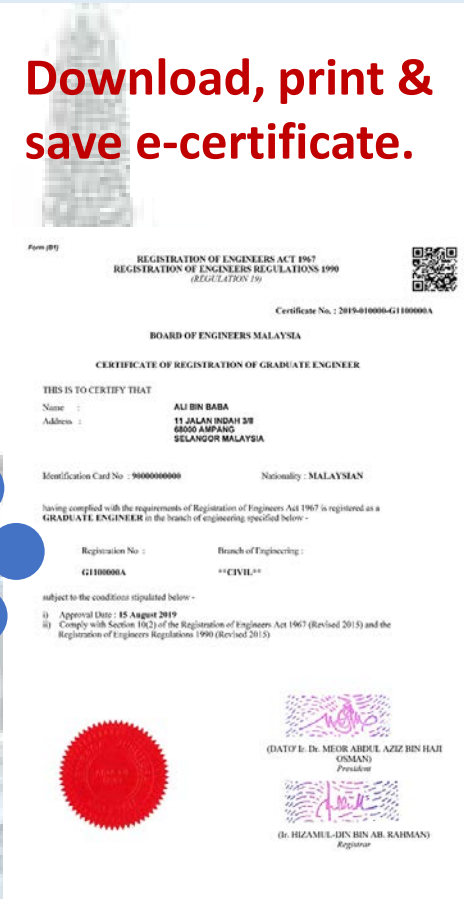 Download, print &
save e-certificate.
Form (B1)
REGISTRATION OF ENGINEERS ACT 1967
REGISTRATION OF ENGINEERS REGULATIONS 1990
(REGULATION 19)
Certificate No. : 2019-010000-G1100000A
BOARD OF ENGINEERS MALAYSIA
CERTIFICATE OF REGISTRATION OF GRADUATE ENGINEER
THIS IS TO CERTIFY THAT
Name : ALI BIN BABA
Address : 11 JALAN INDAH 3/8
68000 AMPANG
SELANGOR MALAYSIA
Identification Card No : 90000000000 Nationality : MALAYSIAN
having complied with the requirements of Registration of Engineers Act 1967 is registered as a
GRADUATE ENGINEER in the branch of engineering specified below -
Registration No : Branch of Engineering :
G1100000A **CIVIL**
subject to the conditions stipulated below -
i) Approval Date : 15 August 2019
ii) Comply with Section 10(2) of the Registration of Engineers Act 1967 (Revised 2015) and the
Registration of Engineers Regulations 1990 (Revised 2015)
(DATO' Ir. Dr. MEOR ABDUL AZIZ BIN HAJI
OSMAN)
President
(Ir. HIZAMUL-DIN BIN AB. RAHMAN)
Registrar